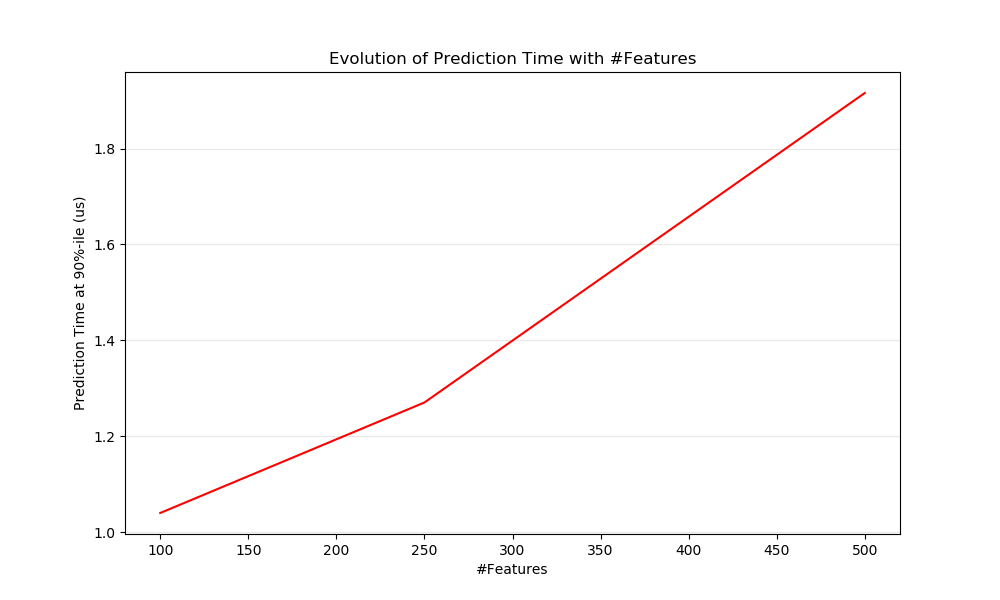 Evolution of Prediction Time with #Features
Prediction Time at 90%-ile (us)
1.8
1.6
1.4
1.2
1.0
100 150 200 250 300 350 400 450 500
#Features